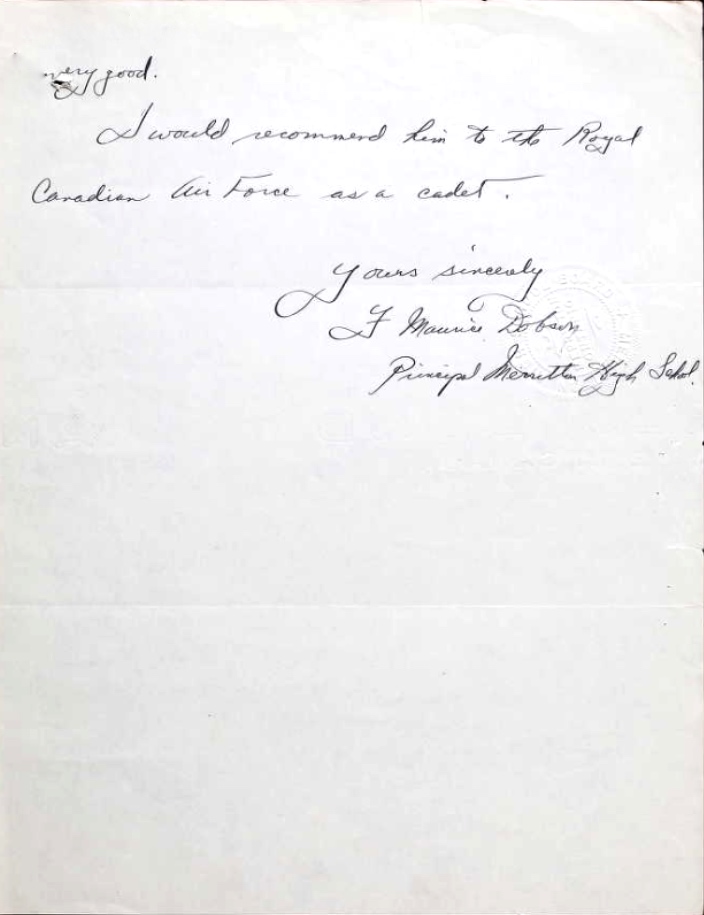 very good.
I would recommend him to the Royal
Canadian Air Force as a cadet.
Yours sincerely
F Maurice Dobson
Principal Merritton High School.